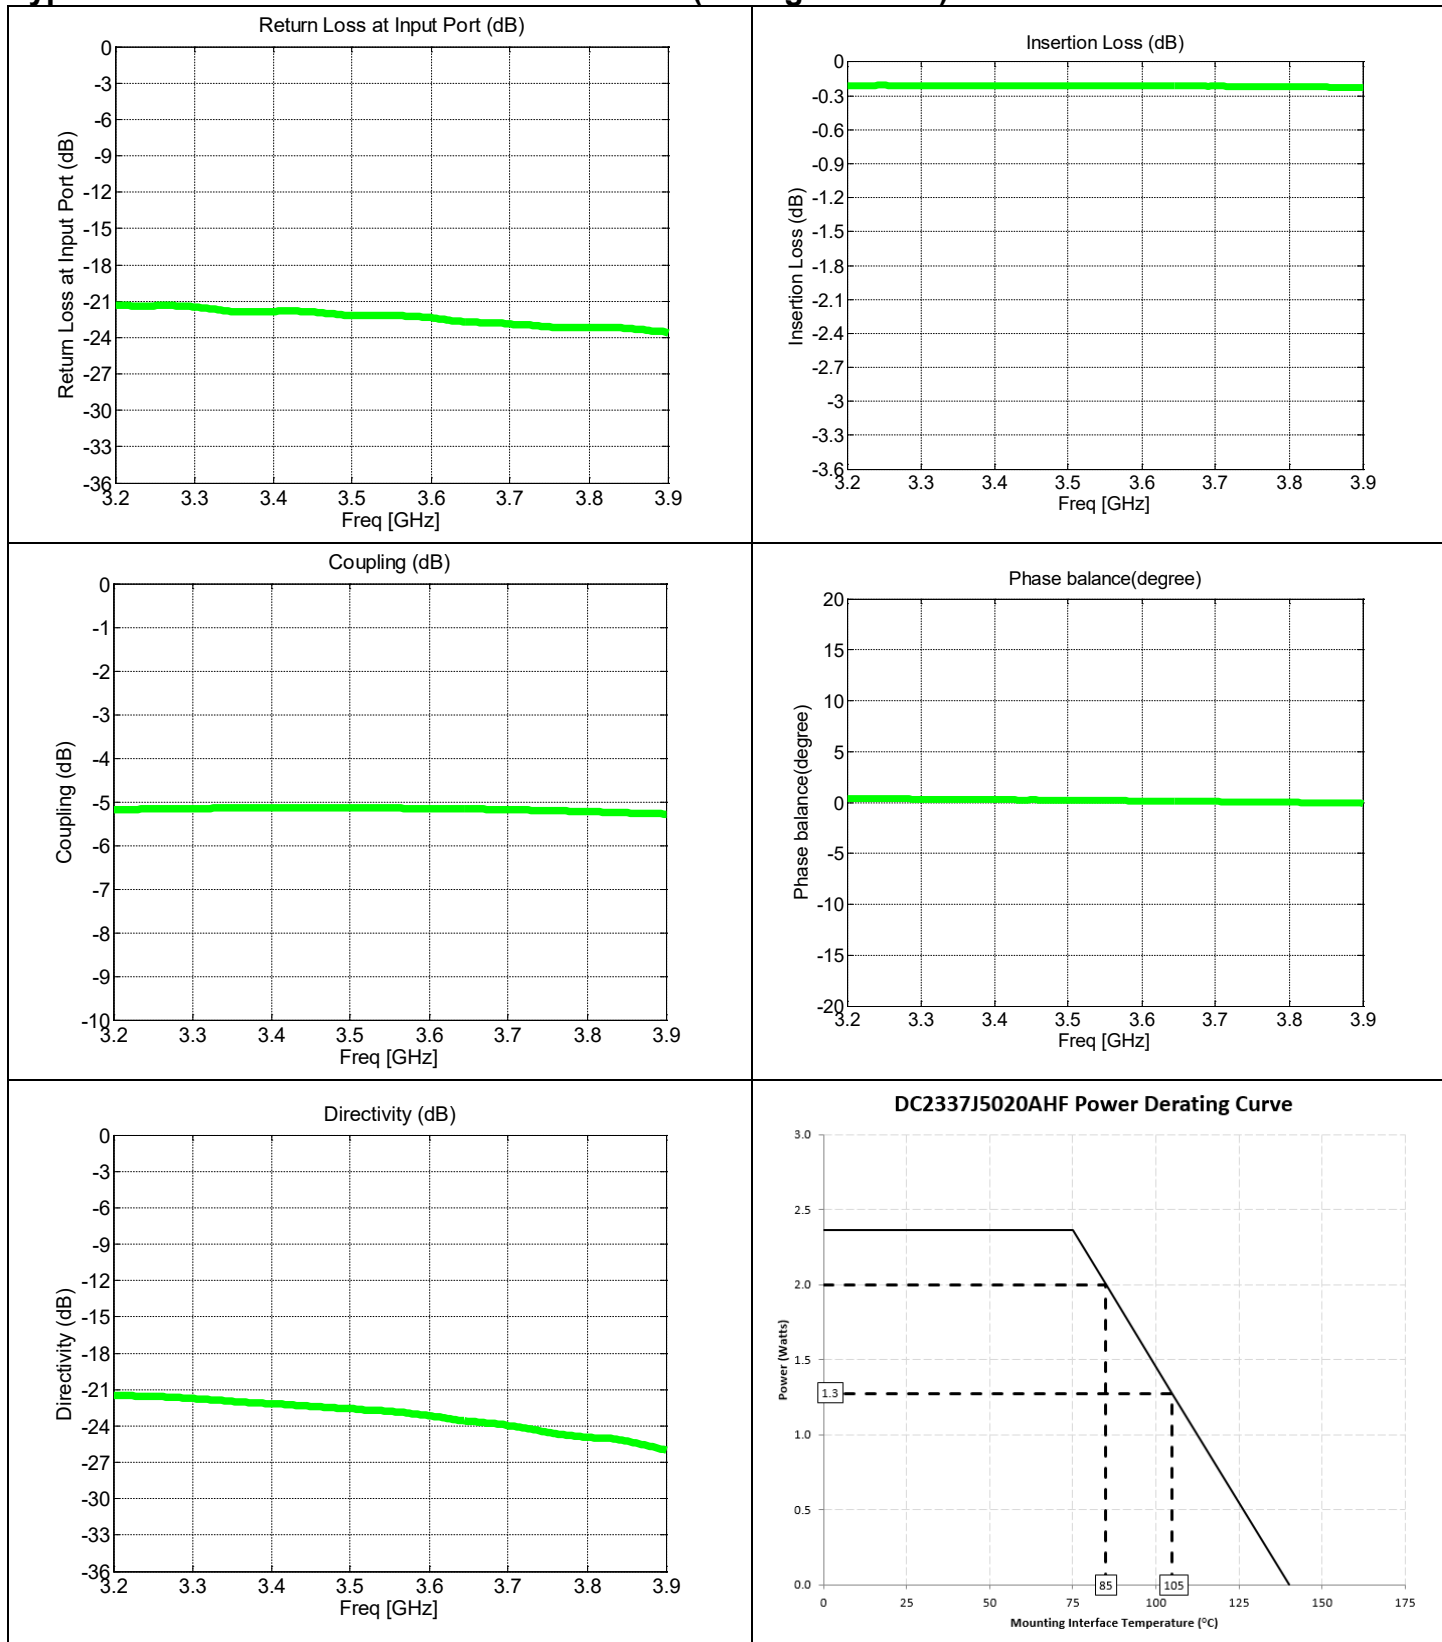 Return Loss at Input Port (dB)
Return Loss at Input Port (dB)
0
-3
-6
-9
-12
-15
-18
-21
-24
-27
-30
-33
-36
3.2 3.3 3.4 3.5 3.6 3.7 3.8 3.9
Freq [GHz]
Insertion Loss (dB)
Insertion Loss (dB)
0
-0.3
-0.6
-0.9
-1.2
-1.5
-1.8
-2.1
-2.4
-2.7
-3
-3.3
-3.6
3.2 3.3 3.4 3.5 3.6 3.7 3.8 3.9
Freq [GHz]
Coupling (dB)
Coupling (dB)
0
-1
-2
-3
-4
-5
-6
-7
-8
-9
-10
3.2 3.3 3.4 3.5 3.6 3.7 3.8 3.9
Freq [GHz]
Phase balance(degree)
Phase balance(degree)
20
15
10
5
0
-5
-10
-15
-20
3.2 3.3 3.4 3.5 3.6 3.7 3.8 3.9
Freq [GHz]
Directivity (dB)
Directivity (dB)
0
-3
-6
-9
-12
-15
-18
-21
-24
-27
-30
-33
-36
3.2 3.3 3.4 3.5 3.6 3.7 3.8 3.9
Freq [GHz]
DC2337J5020AHF Power Derating Curve
Power (Watts)
3.0
2.5
2.0
1.5
1.3
1.0
0.5
0.0
85 105
0 25 50 75 100 125 150 175
Mounting Interface Temperature (°C)